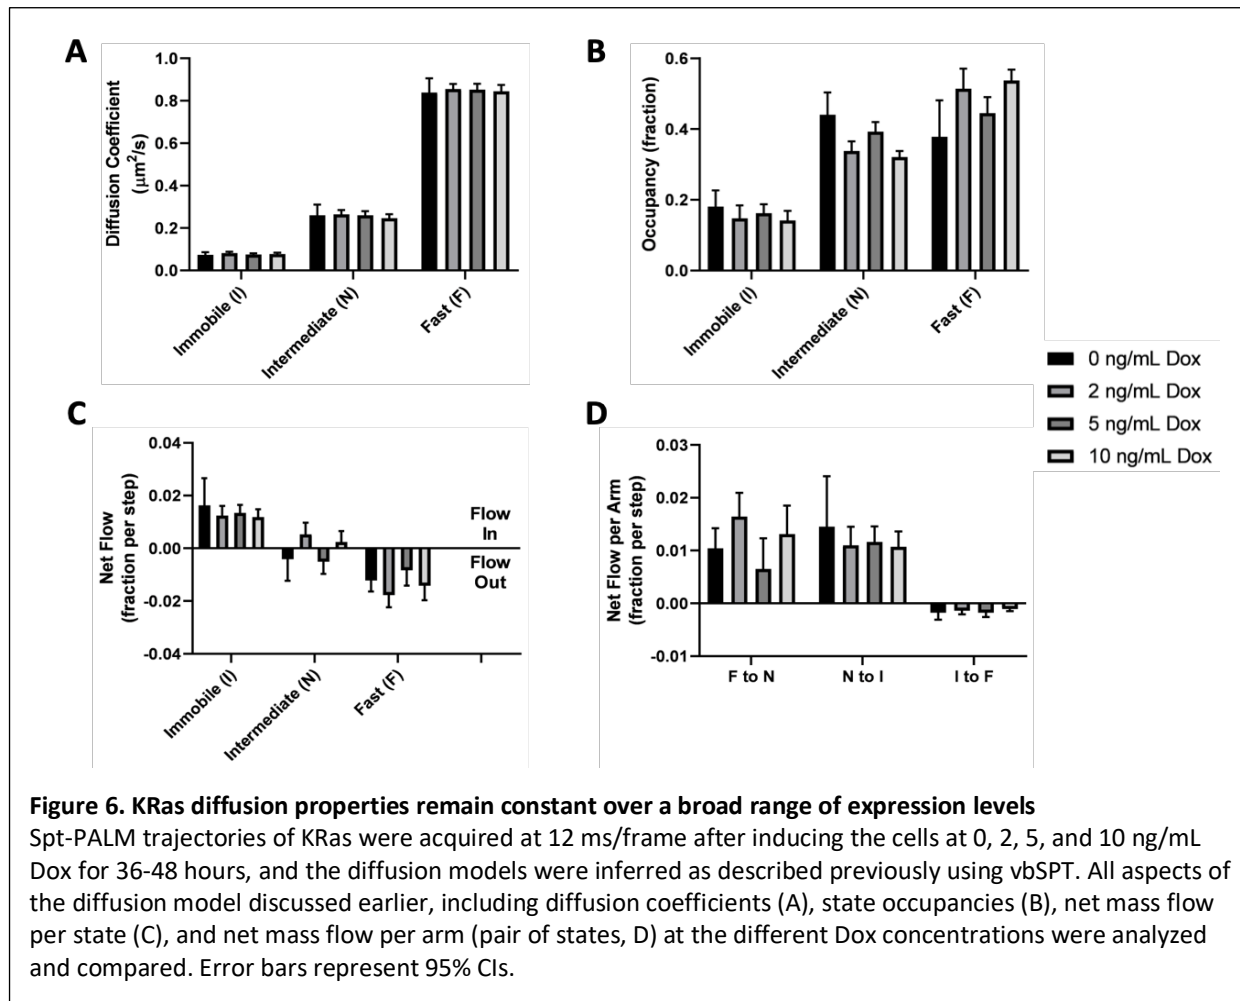 A
Diffusion Coefficient
(µm²/s)
1.0
0.8
0.6
0.4
0.2
0.0
Immobile (I)
Intermediate (N)
Fast (F)
B
Occupancy (fraction)
0.6
0.4
0.2
0.0
Immobile (I)
Intermediate (N)
Fast (F)
0 ng/mL Dox
2 ng/mL Dox
5 ng/mL Dox
10 ng/mL Dox
C
Net Flow
(fraction per step)
0.04
0.02
0.00
-0.02
-0.04
Flow
In
Flow
Out
Immobile (I)
Intermediate (N)
Fast (F)
D
Net Flow per Arm
(fraction per step)
0.03
0.02
0.01
0.00
-0.01
F to N
N to I
I to F
Figure 6. KRas diffusion properties remain constant over a broad range of expression levels
Spt-PALM trajectories of KRas were acquired at 12 ms/frame after inducing the cells at 0, 2, 5, and 10 ng/mL
Dox for 36-48 hours, and the diffusion models were inferred as described previously using vbSPT. All aspects of
the diffusion model discussed earlier, including diffusion coefficients (A), state occupancies (B), net mass flow
per state (C), and net mass flow per arm (pair of states, D) at the different Dox concentrations were analyzed
and compared. Error bars represent 95% CIs.